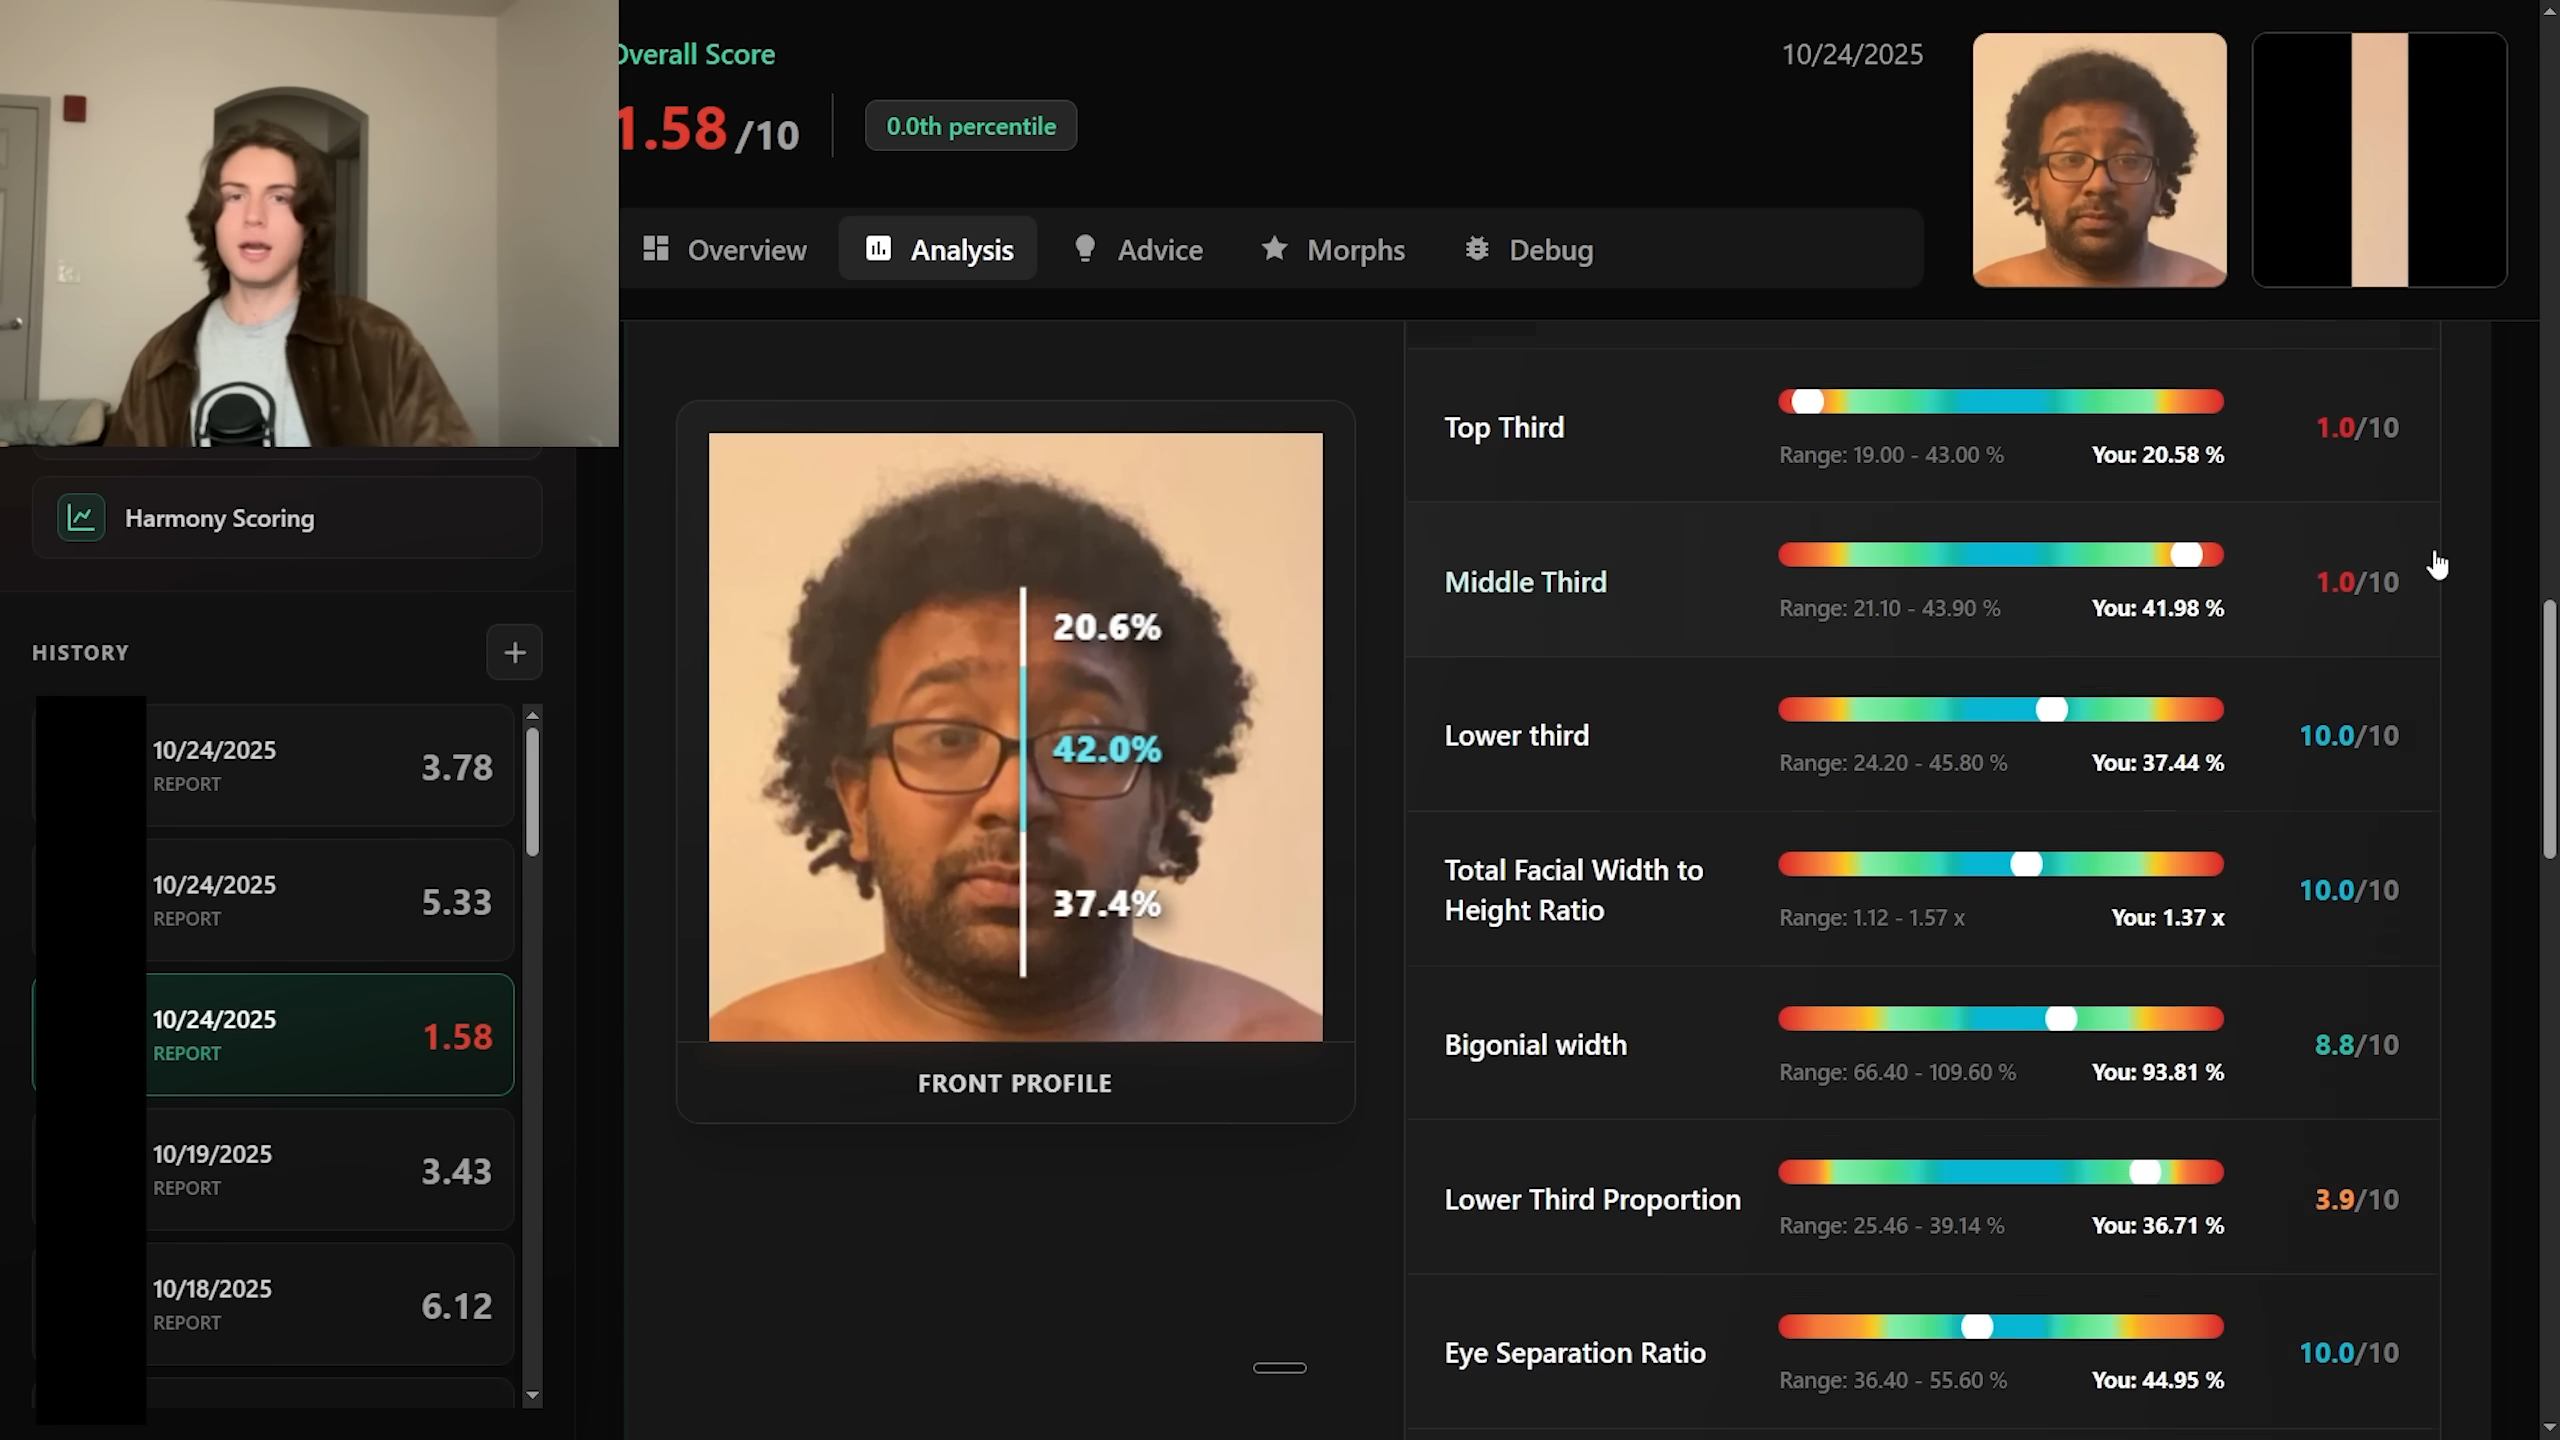 Overall Score
1.58 /10
0.0th percentile
10/24/2025
Overview
Analysis
Advice
Morphs
Debug
Harmony Scoring
HISTORY
+
10/24/2025
REPORT
3.78
10/24/2025
REPORT
5.33
10/24/2025
REPORT
1.58
10/19/2025
REPORT
3.43
10/18/2025
REPORT
6.12
20.6%
42.0%
37.4%
FRONT PROFILE
Top Third
Range: 19.00 - 43.00 %
You: 20.58 %
1.0/10
Middle Third
Range: 21.10 - 43.90 %
You: 41.98 %
1.0/10
Lower third
Range: 24.20 - 45.80 %
You: 37.44 %
10.0/10
Total Facial Width to
Height Ratio
Range: 1.12 - 1.57 x
You: 1.37 x
10.0/10
Bigonial width
Range: 66.40 - 109.60 %
You: 93.81 %
8.8/10
Lower Third Proportion
Range: 25.46 - 39.14 %
You: 36.71 %
3.9/10
Eye Separation Ratio
Range: 36.40 - 55.60 %
You: 44.95 %
10.0/10